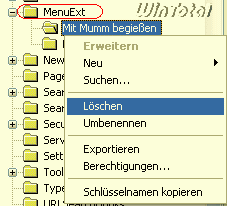 MenuExt
WinTotal
Mit Mumm begießen
Erweitern
New
Neu
Page
Suchen...
Sear
Sear
Löschen
Secu
Umbenennen
Serv
Sett
Exportieren
Tool
Berechtigungen...
Type
Schlüsselnamen kopieren